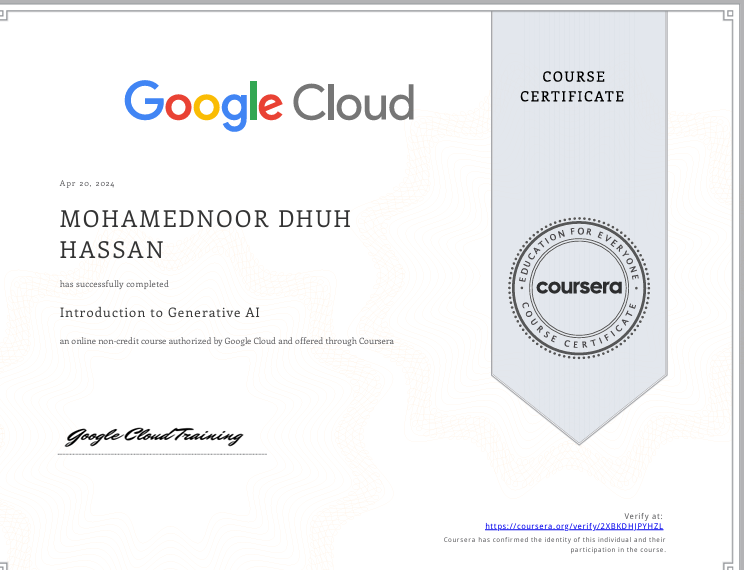 Google Cloud
COURSE
CERTIFICATE
Apr 20, 2024
MOHAMEDNOOR DHUH
HASSAN
has successfully completed
Introduction to Generative AI
an online non-credit course authorized by Google Cloud and offered through Coursera
EDUCATION FOR EVERYONE
coursera
COURSE CERTIFICATE
Google Cloud Training
Verify at:
https://coursera.org/verify/2XBKDHJPYHZL
Coursera has confirmed the identity of this individual and their
participation in the course.